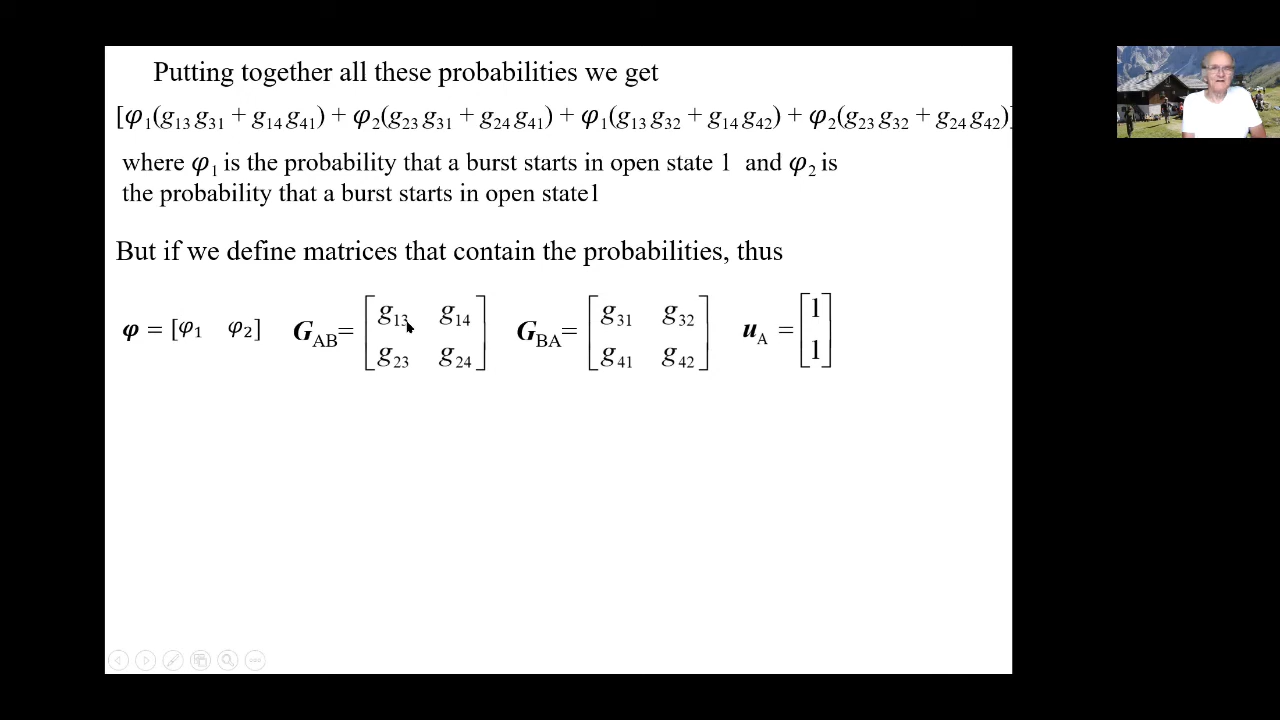 Putting together all these probabilities we get
[φ₁(g₁₃ g₃₁ + g₁₄ g₄₁) + φ₂(g₂₃ g₃₁ + g₂₄ g₄₁) + φ₁(g₁₃ g₃₂ + g₁₄ g₄₂) + φ₂(g₂₃ g₃₂ + g₂₄ g₄₂)]
where φ₁ is the probability that a burst starts in open state 1 and φ₂ is
the probability that a burst starts in open state1
But if we define matrices that contain the probabilities, thus
φ = [φ₁ φ₂] G_AB= [g₁₃ g₁₄; g₂₃ g₂₄] G_BA= [g₃₁ g₃₂; g₄₁ g₄₂] u_A = [1; 1]